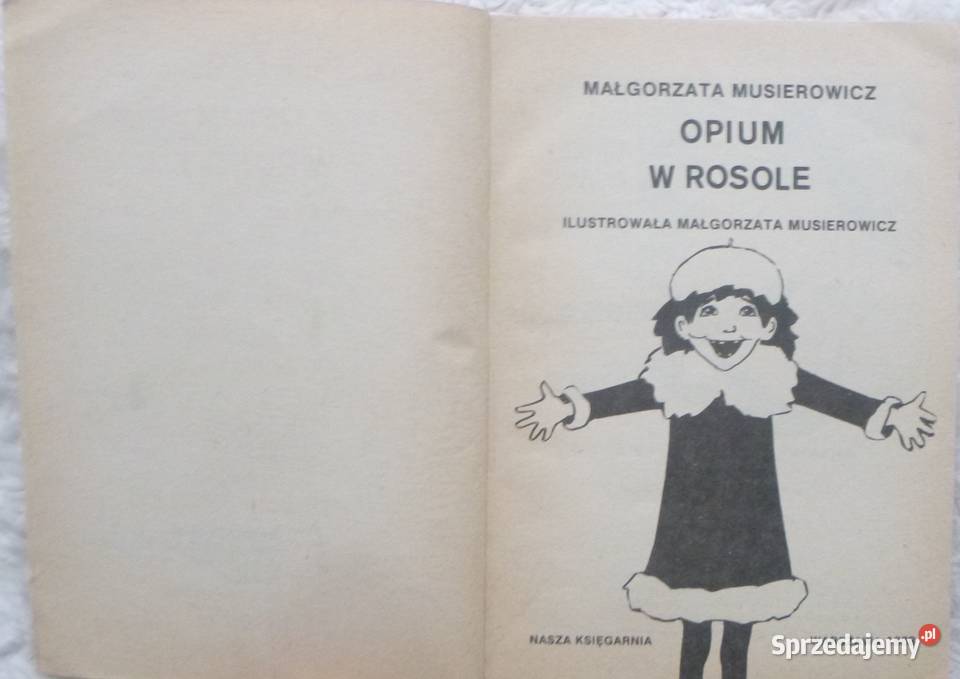 MAŁGORZATA MUSIEROWICZ
OPIUM
W ROSOLE
ILUSTROWAŁA MAŁGORZATA MUSIEROWICZ
NASZA KSIĘGARNIA
Sprzedajemy.pl